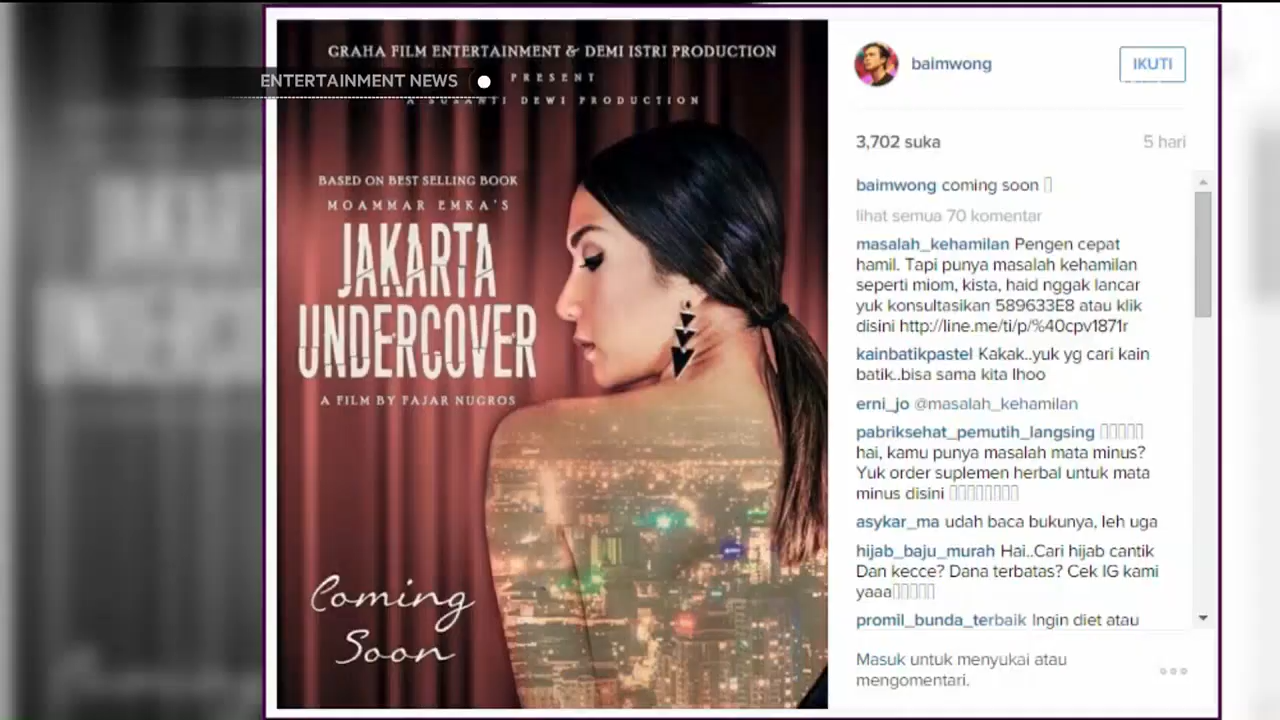 GRAHA FILM ENTERTAINMENT & DEMI ISTRI PRODUCTION
ENTERTAINMENT NEWS
PRESENT
A SUSANTI DEWI PRODUCTION
BASED ON BEST SELLING BOOK
MOAMMAR EMKA'S
JAKARTA
UNDERCOVER
A FILM BY FAJAR NUGROS
Coming
Soon
baimwong
IKUTI
3,702 suka
5 hari
baimwong coming soon
lihat semua 70 komentar
masalah_kehamilan Pengen cepat
hamil. Tapi punya masalah kehamilan
seperti miom, kista, haid nggak lancar
yuk konsultasikan 589633E8 atau klik
disini http://line.me/ti/p/%40cpv1871r
kainbatikpastel Kakak..yuk yg cari kain
batik..bisa sama kita lhoo
erni_jo @masalah_kehamilan
pabriksehat_pemutih_langsing
hai, kamu punya masalah mata minus?
Yuk order suplemen herbal untuk mata
minus disini
asykar_ma udah baca bukunya, leh uga
hijab_baju_murah Hai..Cari hijab cantik
Dan kecce? Dana terbatas? Cek IG kami
yaaa
promil_bunda_terbaik Ingin diet atau
Masuk untuk menyukai atau
mengomentari.